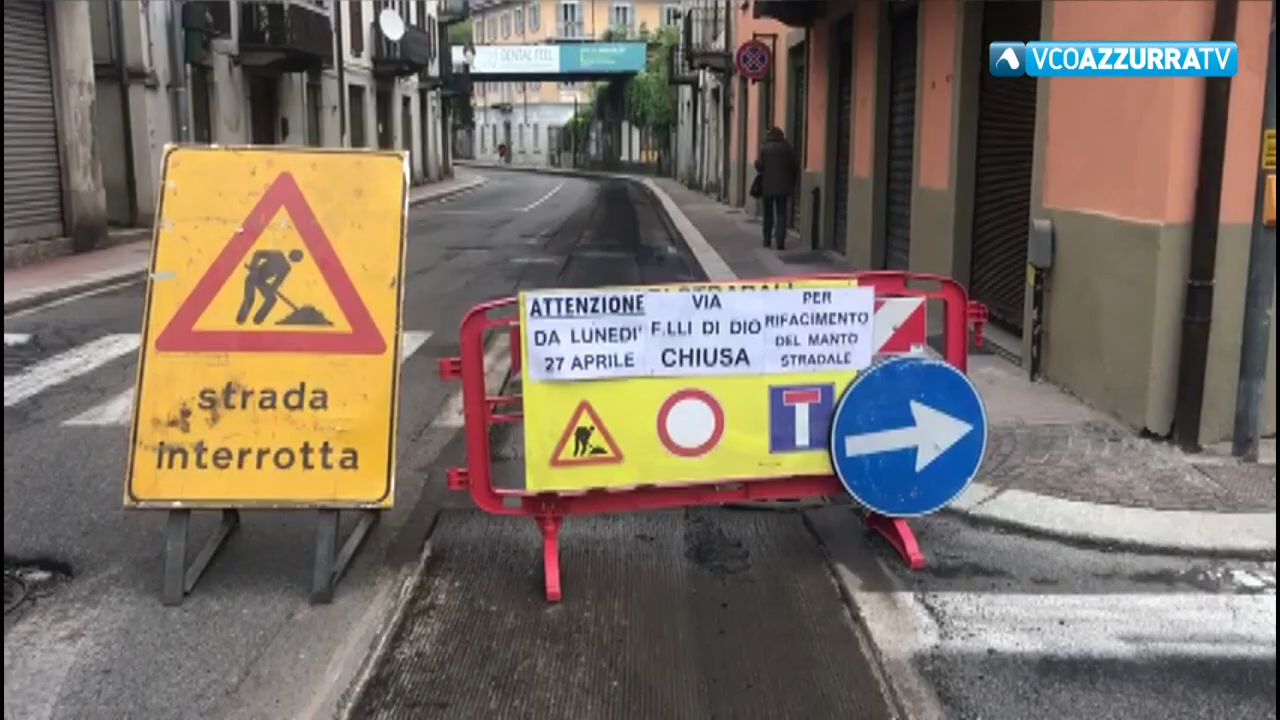 VCOAZZURRATV
DENTAL FEEL
strada
interrotta
ATTENZIONE
DA LUNEDI'
27 APRILE
VIA
F.LLI DI DIO
CHIUSA
PER
RIFACIMENTO
DEL MANTO
STRADALE